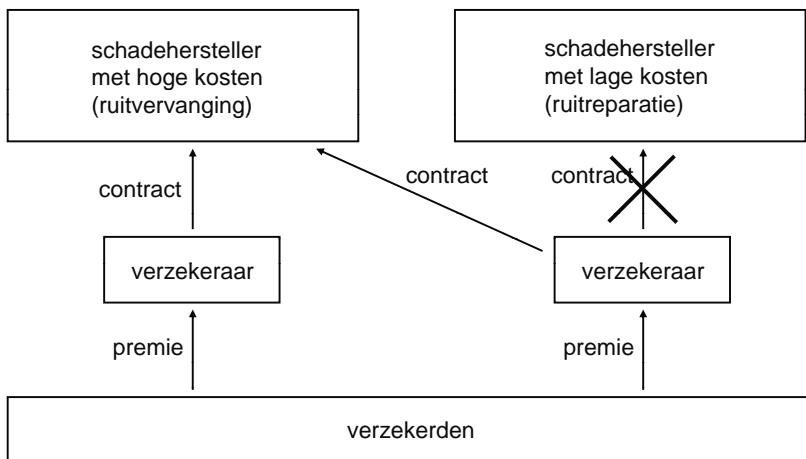 schadehersteller
met hoge kosten
(ruitvervanging)
schadehersteller
met lage kosten
(ruitreparatie)
contract
contract
contract
verzekeraar
verzekeraar
premie
premie
verzekerden